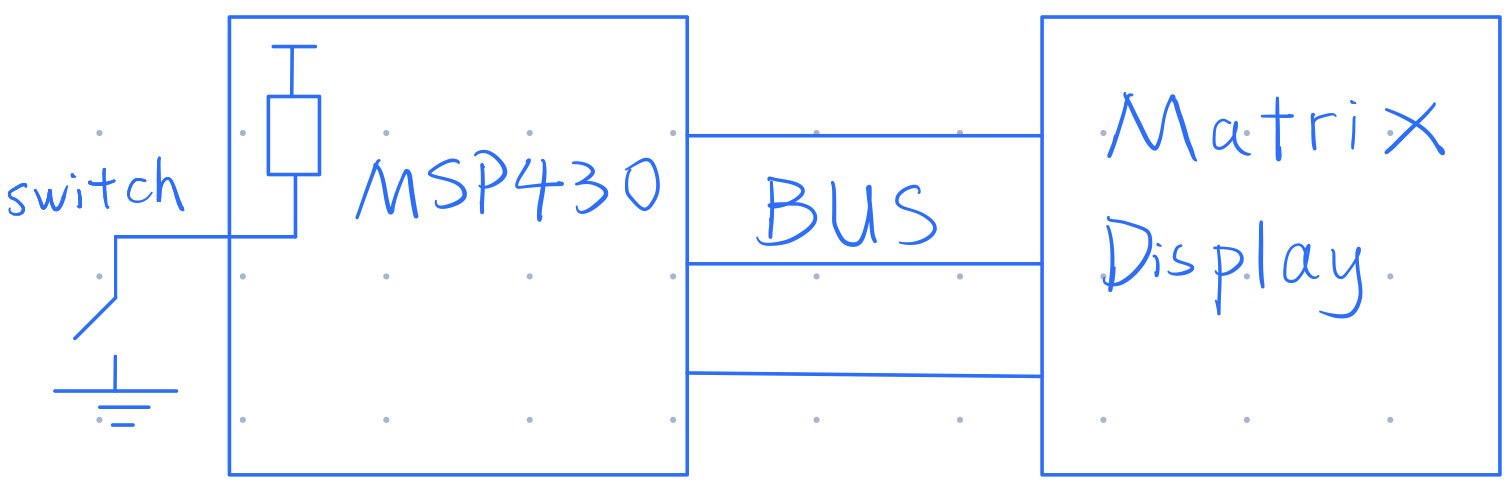 switch
MSP430
BUS
Matrix
Display